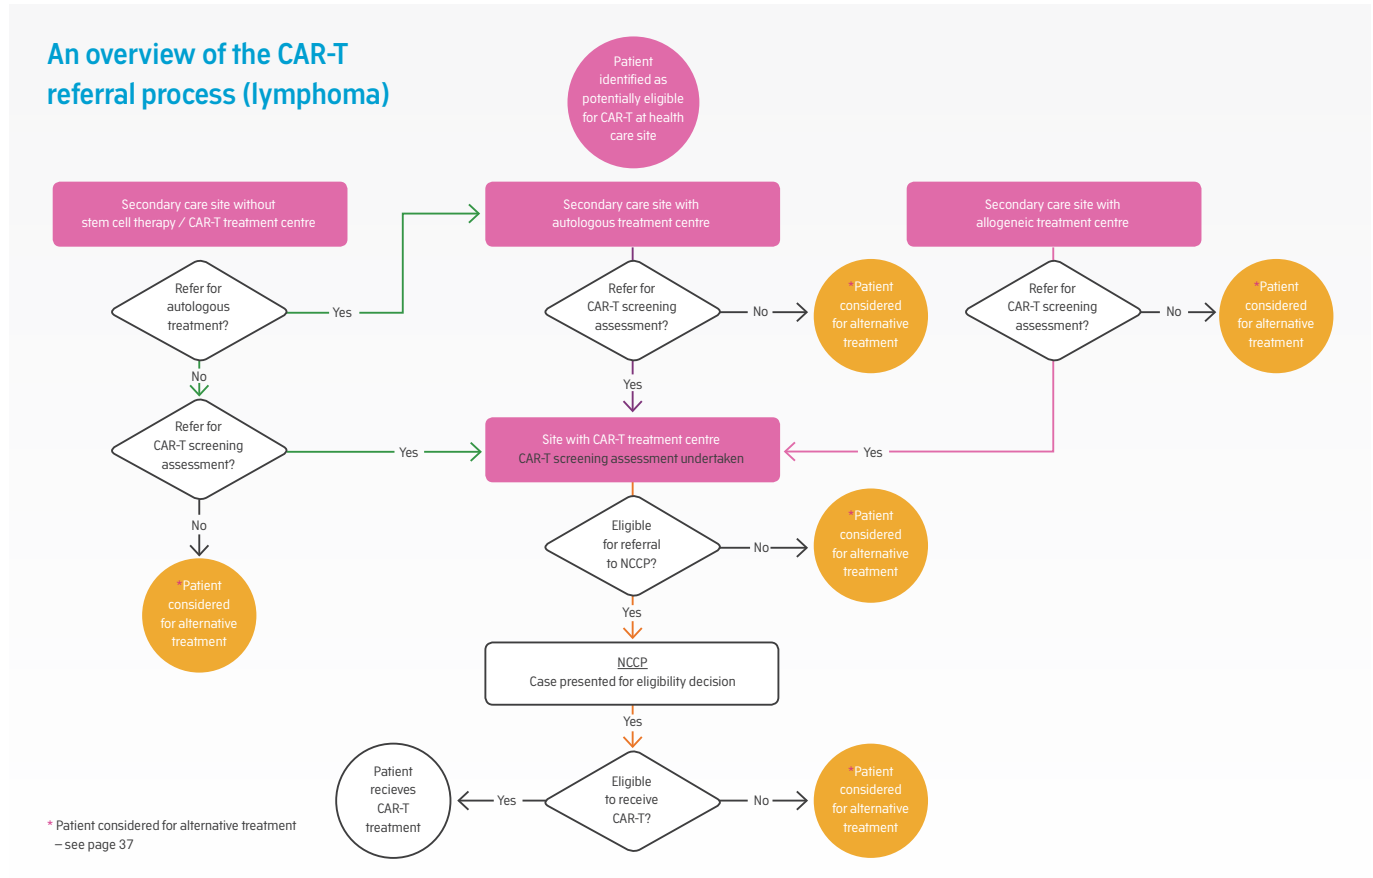 An overview of the CAR-T
referral process (lymphoma)
Patient
identified as
potentially eligible
for CAR-T at health
care site
Secondary care site without
stem cell therapy / CAR-T treatment centre
Secondary care site with
autologous treatment centre
Secondary care site with
allogeneic treatment centre
Refer for
autologous
treatment?
Yes
Refer for
CAR-T screening
assessment?
No
*Patient
considered
for alternative
treatment
Refer for
CAR-T screening
assessment?
No
*Patient
considered
for alternative
treatment
No
Yes
Refer for
CAR-T screening
assessment?
Yes
Site with CAR-T treatment centre
CAR-T screening assessment undertaken
Yes
No
*Patient
considered
for alternative
treatment
Eligible
for referral
to NCCP?
No
*Patient
considered
for alternative
treatment
Yes
NCCP
Case presented for eligibility decision
Yes
Patient
recieves
CAR-T
treatment
Yes
Eligible
to receive
CAR-T?
No
*Patient
considered
for alternative
treatment
* Patient considered for alternative treatment
– see page 37